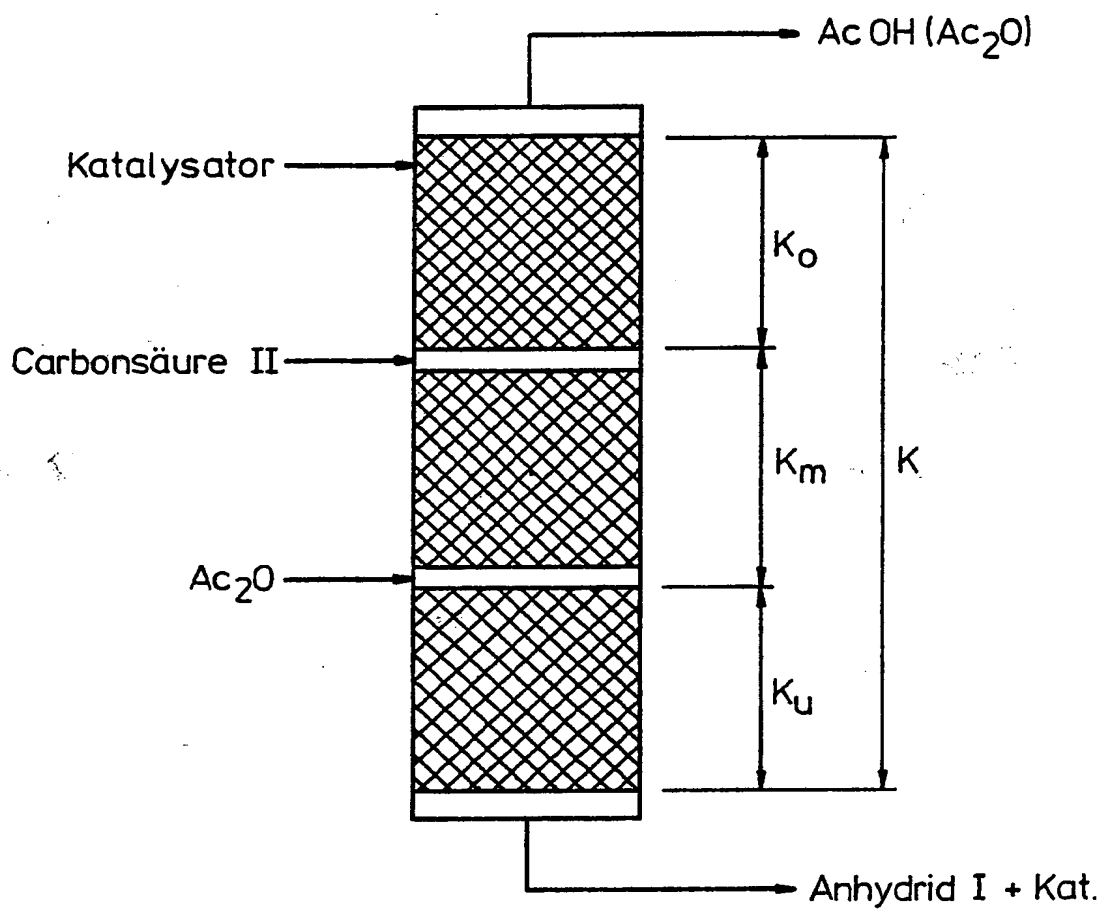 AcOH (Ac₂O)
Katalysator
Kₒ
Carbonsäure II
Kₘ
K
Ac₂O
Kᵤ
Anhydrid I + Kat.